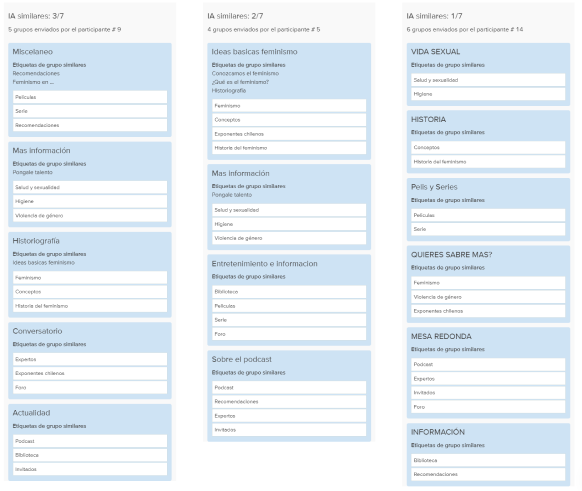 IA similares: 3/7
5 grupos enviados por el participante # 9
Miscelaneo
Etiquetas de grupo similares
Recomendaciones
Feminismo en ...
Películas
Serie
Recomendaciones
Mas información
Etiquetas de grupo similares
Pongale talento
Salud y sexualidad
Higiene
Violencia de género
Historiografía
Etiquetas de grupo similares
Ideas basicas feminismo
Feminismo
Conceptos
Historia del feminismo
Conversatorio
Etiquetas de grupo similares
Expertos
Exponentes chilenos
Foro
Actualidad
Etiquetas de grupo similares
Podcast
Biblioteca
Invitados
IA similares: 2/7
4 grupos enviados por el participante # 5
Ideas basicas feminismo
Etiquetas de grupo similares
Conozcamos el feminismo
¿Qué es el feminismo?
Historiografía
Feminismo
Conceptos
Exponentes chilenos
Historia del feminismo
Mas información
Etiquetas de grupo similares
Pongale talento
Salud y sexualidad
Higiene
Violencia de género
Entretenimiento e informacion
Etiquetas de grupo similares
Biblioteca
Películas
Serie
Foro
Sobre el podcast
Etiquetas de grupo similares
Podcast
Recomendaciones
Expertos
Invitados
IA similares: 1/7
6 grupos enviados por el participante # 14
VIDA SEXUAL
Etiquetas de grupo similares
Salud y sexualidad
Higiene
HISTORIA
Etiquetas de grupo similares
Conceptos
Historia del feminismo
Pelis y Series
Etiquetas de grupo similares
Películas
Serie
QUIERES SABRE MAS?
Etiquetas de grupo similares
Feminismo
Violencia de género
Exponentes chilenos
MESA REDONDA
Etiquetas de grupo similares
Podcast
Expertos
Invitados
Foro
INFORMACIÓN
Etiquetas de grupo similares
Biblioteca
Recomendaciones